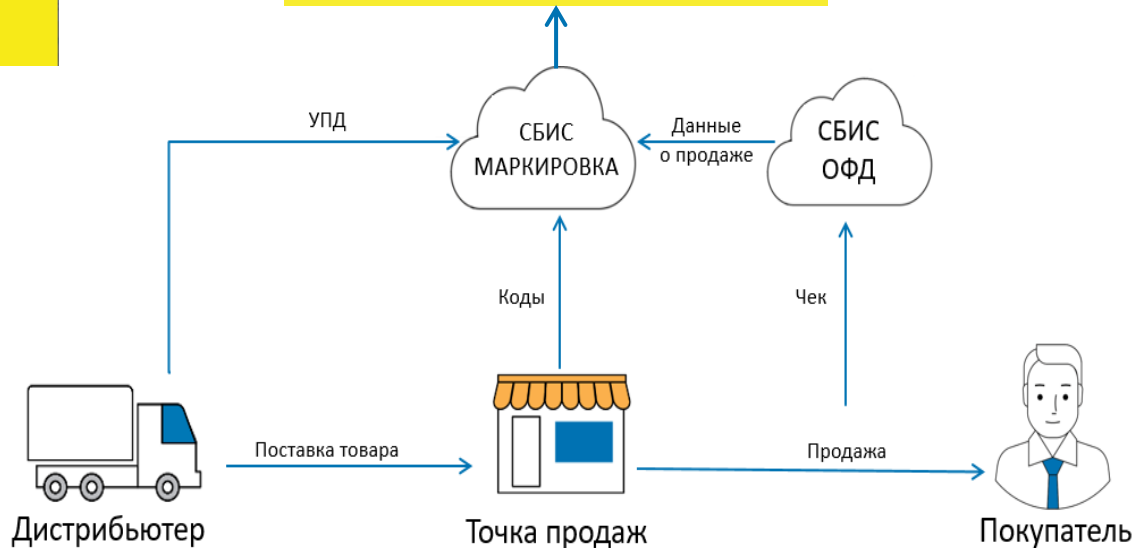 УПД
СБИС
МАРКИРОВКА
Данные
о продаже
СБИС
ОФД
Коды
Чек
Поставка товара
Продажа
Дистрибьютер
Точка продаж
Покупатель